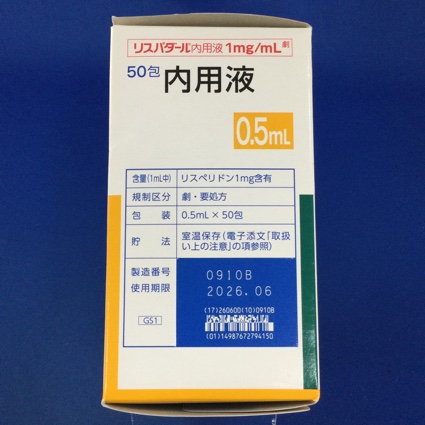 リスパダール内用液 1mg/mL 劇
50包 内用液
0.5mL
含量(1mL中) リスペリドン1mg含有
規制区分 劇・要処方
包装 0.5mL × 50包
貯法 室温保存(電子添文「取扱
い上の注意」の項参照)
製造番号 0910B
使用期限 2026.06
(17)260600(10)0910B
GS1 (01)14987672794150